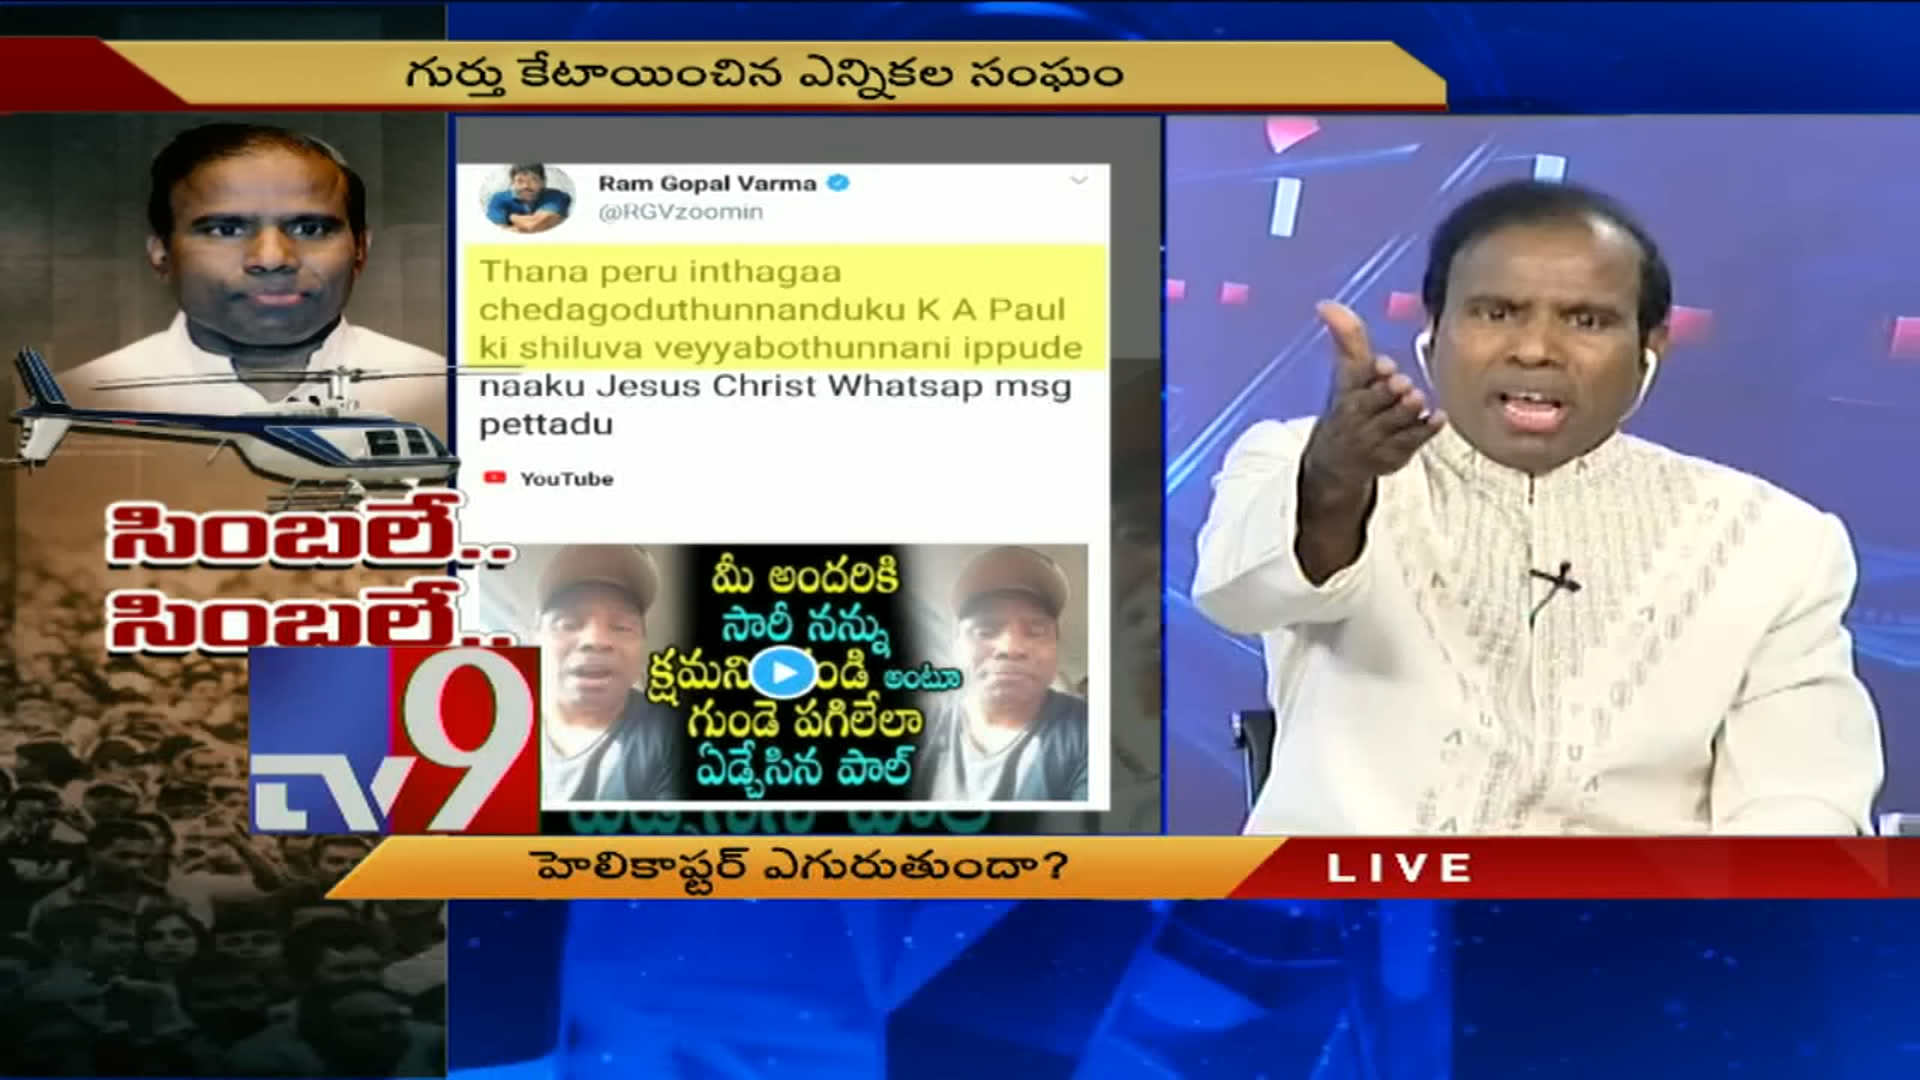 గుర్తు కేటాయించిన ఎన్నికల సంఘం
Ram Gopal Varma
@RGVzoomin
Thana peru inthagaa
chedagoduthunnanduku K A Paul
ki shiluva veyyabothunnani ippude
naaku Jesus Christ Whatsap msg
pettadu
YouTube
మీ అందరికి
సారీ నన్ను
అంటూ
గుండె పగిలేలా
ఏడ్చేసిన పాల్
సింబలే..
సింబలే..
TV9
హెలికాప్టర్ ఎగురుతుందా?
LIVE